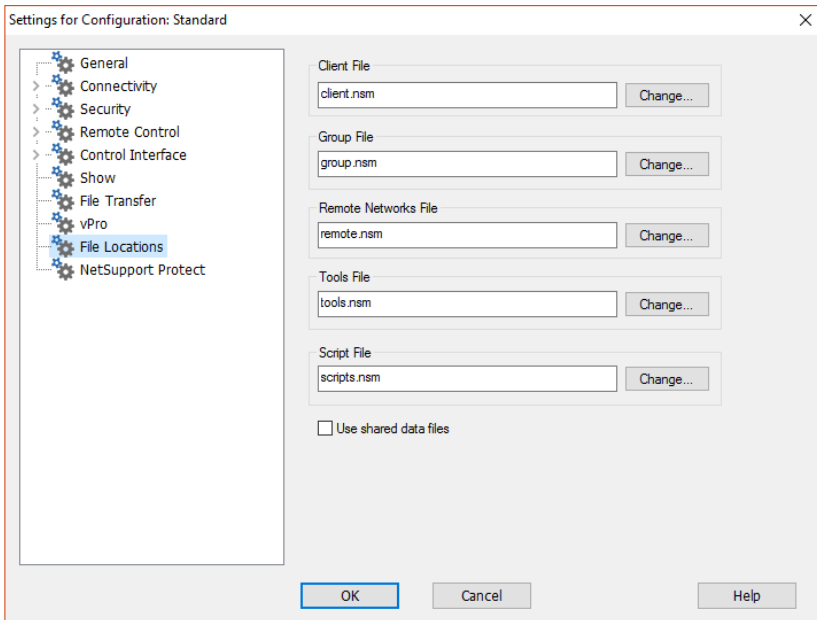 Settings for Configuration: Standard
General
Connectivity
Security
Remote Control
Control Interface
Show
File Transfer
vPro
File Locations
NetSupport Protect
Client File
client.nsm
Change...
Group File
group.nsm
Change...
Remote Networks File
remote.nsm
Change...
Tools File
tools.nsm
Change...
Script File
scripts.nsm
Change...
Use shared data files
OK
Cancel
Help